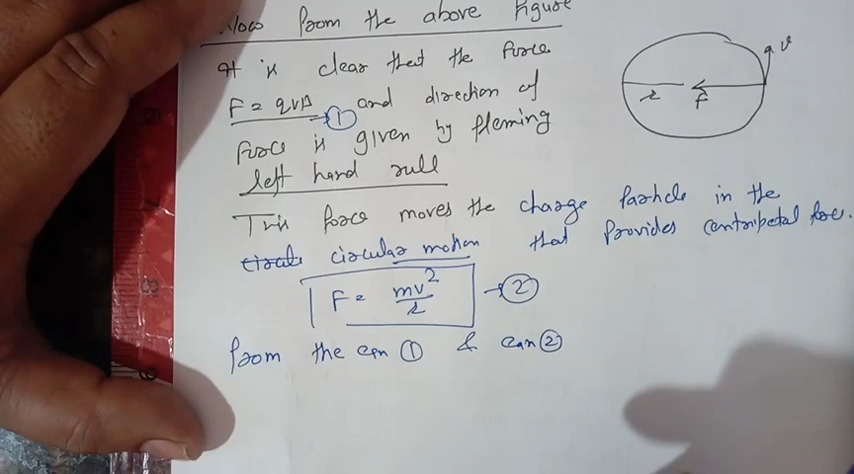 Now from the above Figure
It is clear that the Force
F = qvB → ① and direction of
Force is given by fleming
left hand rull
This force moves the charge Particle in the
circular motion that Provides centripetal force.
F = mv²/r → ②
from the eqn ① & eqn ②
v
r
F